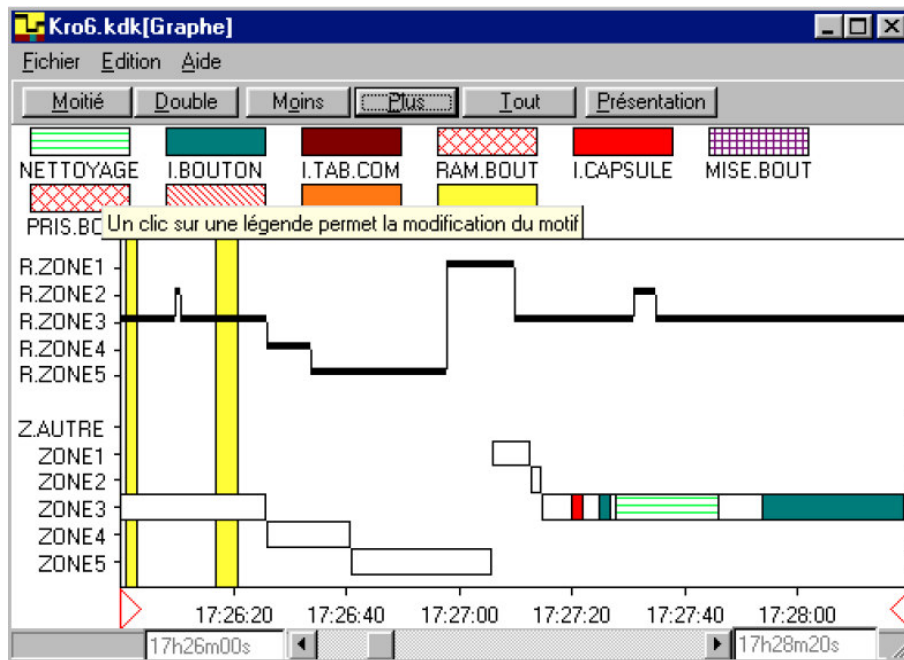 Kro6.kdk[Graphe]
Fichier Edition Aide
Moitié Double Moins Plus Tout Présentation
NETTOYAGE I.BOUTON I.TAB.COM RAM.BOUT I.CAPSULE MISE.BOUT
PRIS.BO
Un clic sur une légende permet la modification du motif
R.ZONE1
R.ZONE2
R.ZONE3
R.ZONE4
R.ZONE5
Z.AUTRE
ZONE1
ZONE2
ZONE3
ZONE4
ZONE5
17:26:20 17:26:40 17:27:00 17:27:20 17:27:40 17:28:00
17h26m00s 17h28m20s